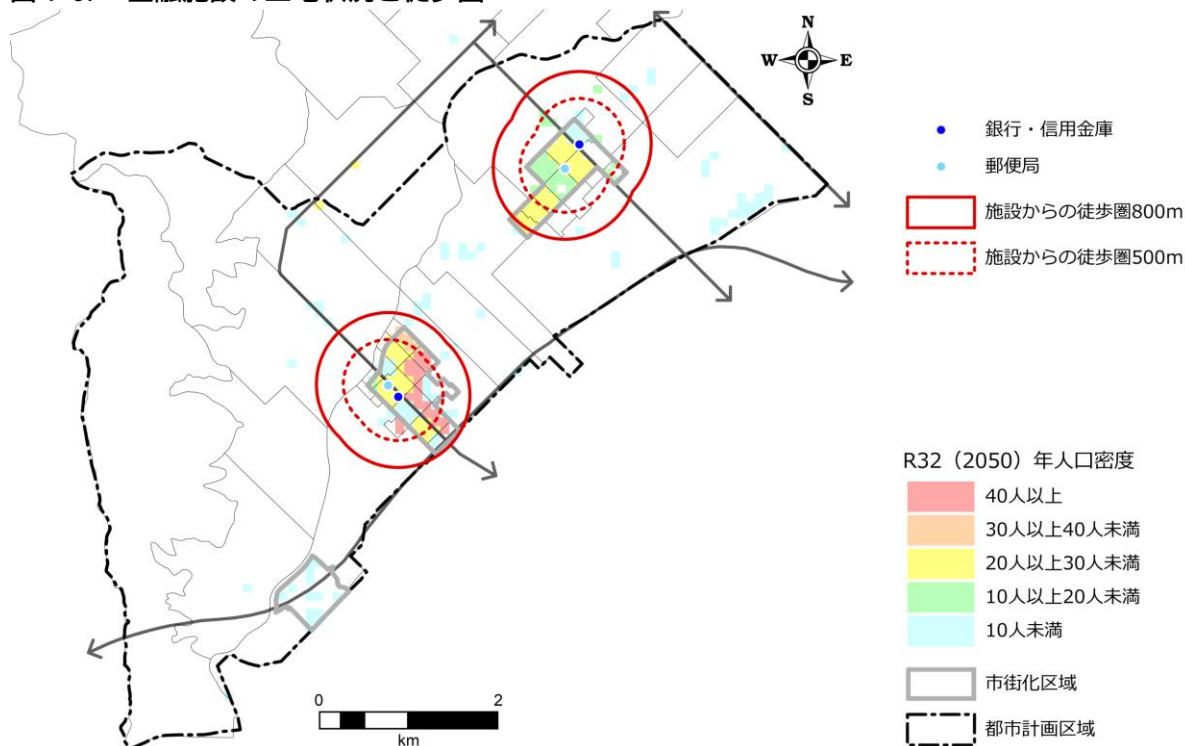 N
W E
S
銀行・信用金庫
郵便局
施設からの徒歩圏800m
施設からの徒歩圏500m
R32（2050）年人口密度
40人以上
30人以上40人未満
20人以上30人未満
10人以上20人未満
10人未満
市街化区域
都市計画区域
0 2
km